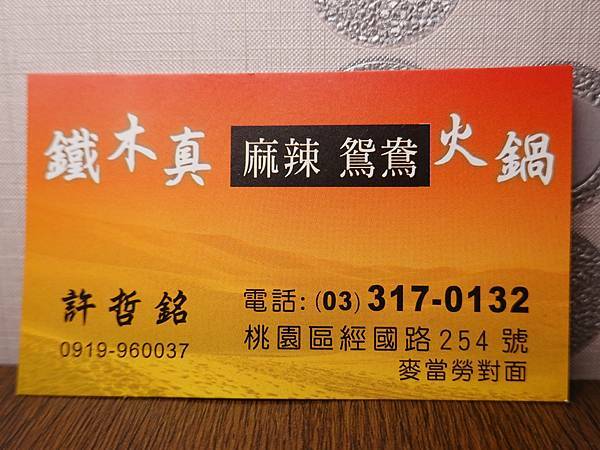 鐵木真 麻辣 鴛鴦 火鍋
許哲銘
0919-960037
電話: (03) 317-0132
桃園區經國路254號
麥當勞對面